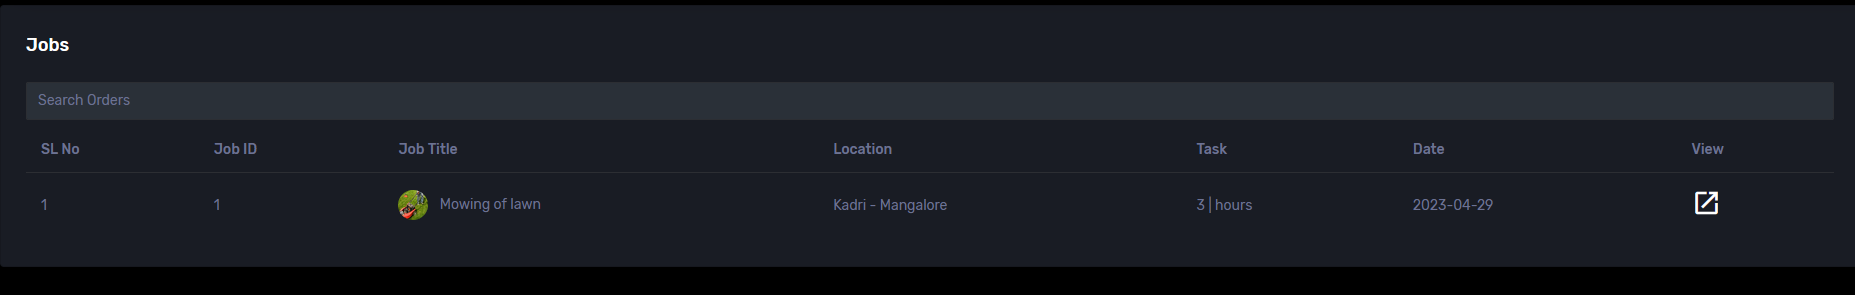 Jobs
Search Orders
SL No Job ID Job Title Location Task Date View
1 1 Mowing of lawn Kadri - Mangalore 3 | hours 2023-04-29